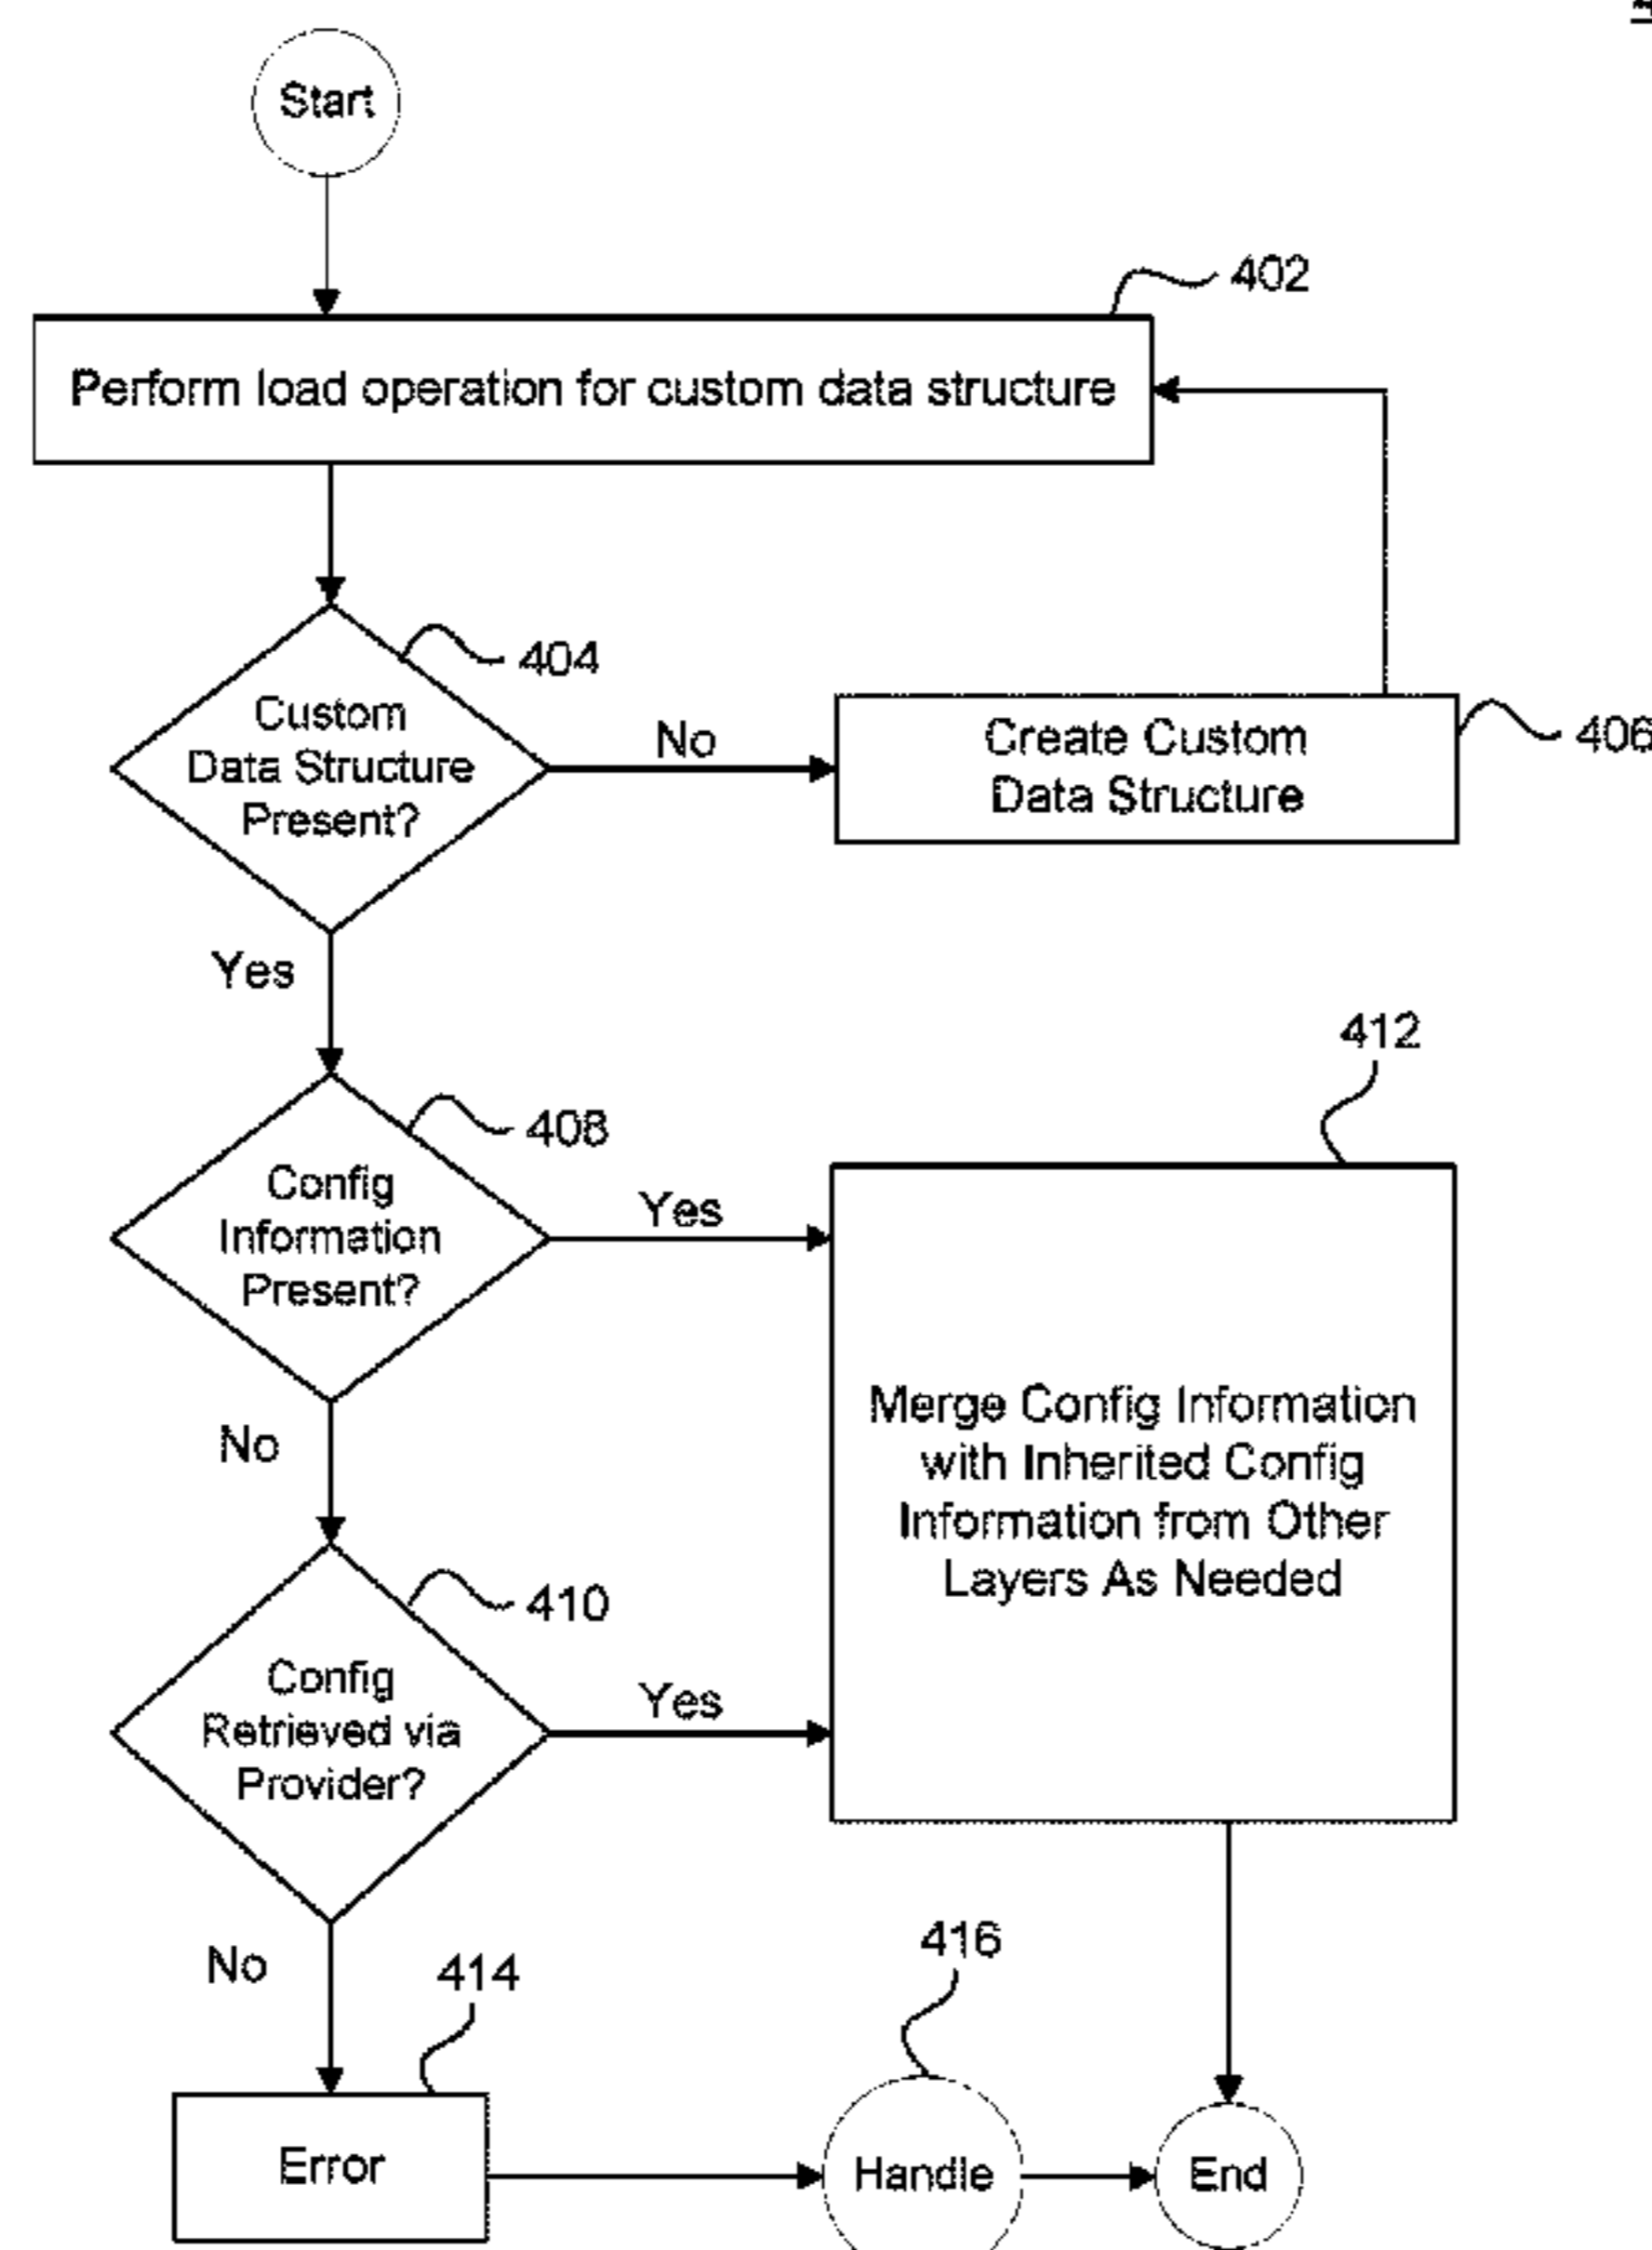 Start
402
Perform load operation for custom data structure
404
Custom
Data Structure
Present?
No
Create Custom
Data Structure
406
Yes
412
408
Config
Information
Present?
Yes
Merge Config Information
with Inherited Config
Information from Other
Layers As Needed
No
410
Config
Retrieved via
Provider?
Yes
No
414
416
Error
Handle
End